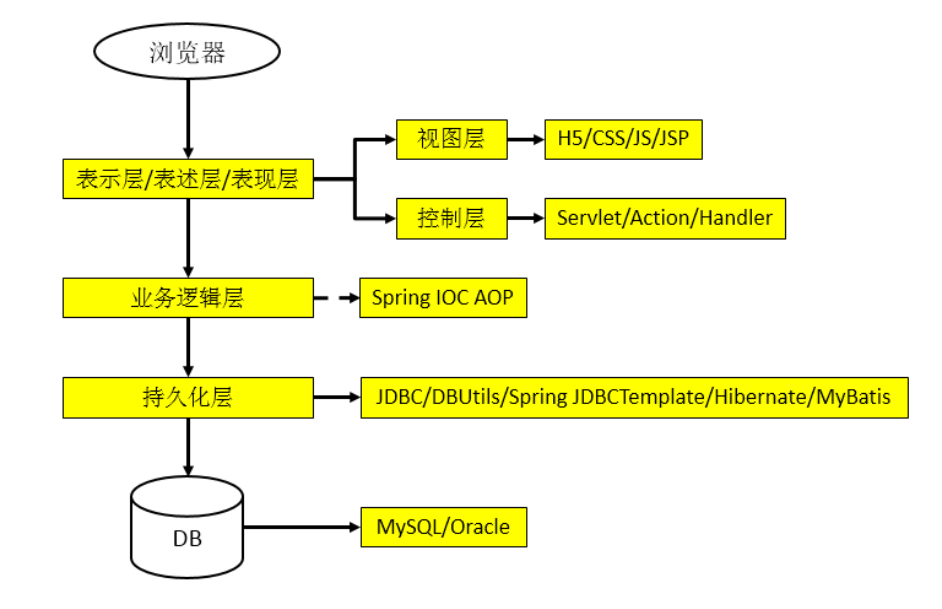 浏览器
视图层
H5/CSS/JS/JSP
表示层/表述层/表现层
控制层
Servlet/Action/Handler
业务逻辑层
Spring IOC AOP
持久化层
JDBC/DBUtils/Spring JDBCTemplate/Hibernate/MyBatis
DB
MySQL/Oracle